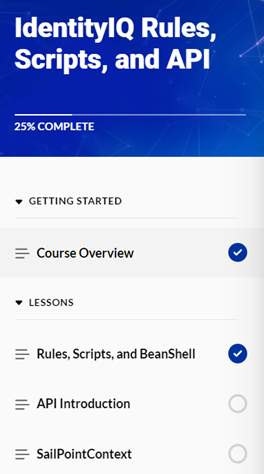 IdentityIQ Rules,
Scripts, and API
25% COMPLETE
GETTING STARTED
Course Overview
LESSONS
Rules, Scripts, and BeanShell
API Introduction
SailPointContext